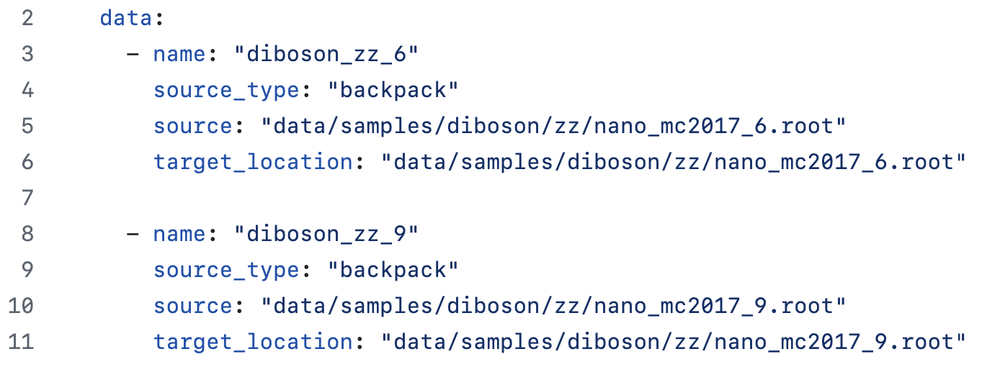 2 data:
3 - name: "diboson_zz_6"
4 source_type: "backpack"
5 source: "data/samples/diboson/zz/nano_mc2017_6.root"
6 target_location: "data/samples/diboson/zz/nano_mc2017_6.root"
7
8 - name: "diboson_zz_9"
9 source_type: "backpack"
10 source: "data/samples/diboson/zz/nano_mc2017_9.root"
11 target_location: "data/samples/diboson/zz/nano_mc2017_9.root"